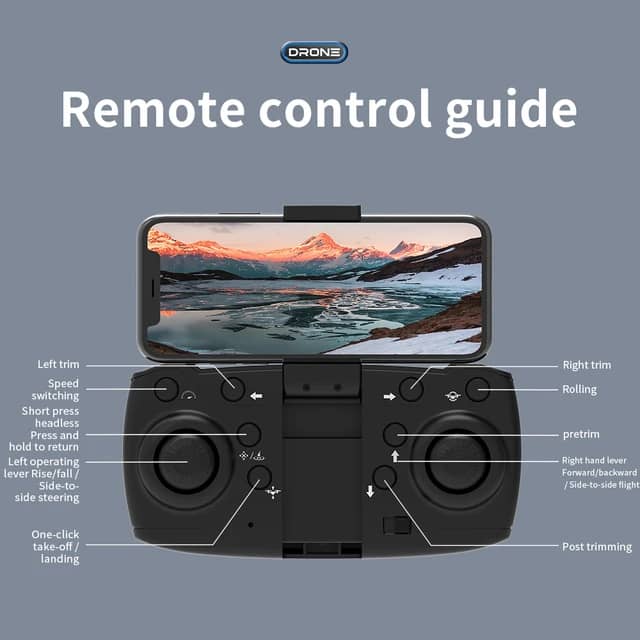 DRONE
Remote control guide
Left trim
Speed
switching
Short press
headless
Press and
hold to return
Left operating
lever Rise/fall /
Side-to-
side steering
One-click
take-off /
landing
Right trim
Rolling
pretrim
Right hand lever
Forward/backward
/ Side-to-side flight
Post trimming